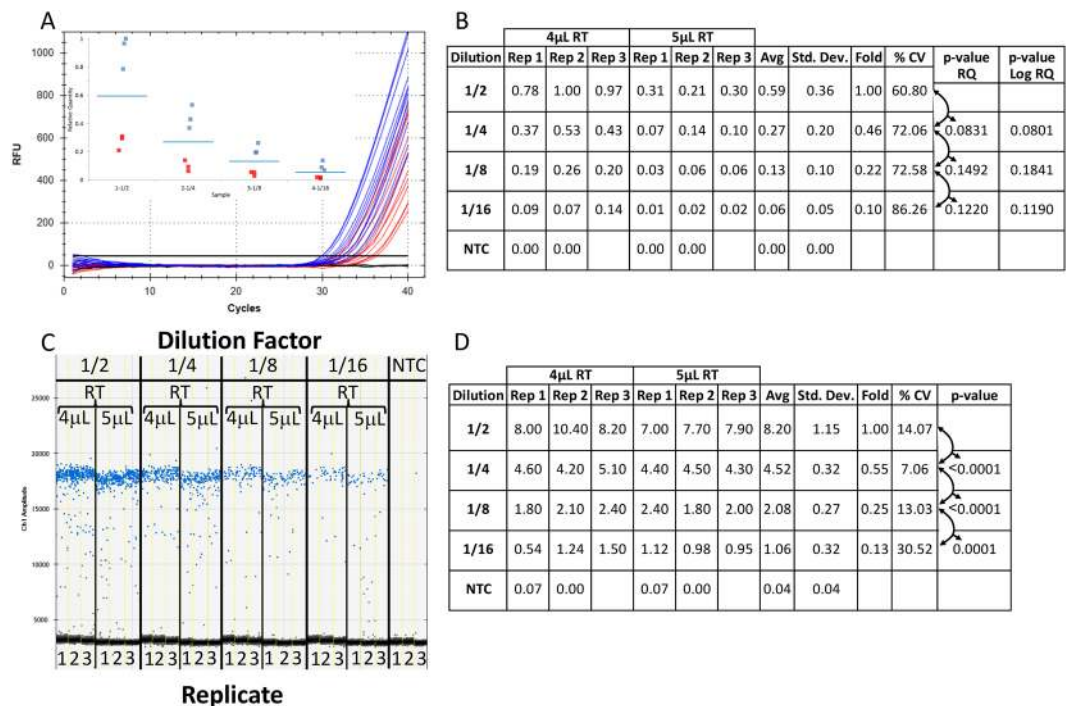 A
1000
800
600
400
200
0
RFU
0 10 20 30 40
Cycles
1
0.8
0.6
0.4
0.2
0
Relative Quantity
1-1/2 2-1/4 3-1/8 4-1/16
Sample
B
4μL RT 5μL RT
Dilution Rep 1 Rep 2 Rep 3 Rep 1 Rep 2 Rep 3 Avg Std. Dev. Fold % CV p-value RQ p-value Log RQ
1/2 0.78 1.00 0.97 0.31 0.21 0.30 0.59 0.36 1.00 60.80
1/4 0.37 0.53 0.43 0.07 0.14 0.10 0.27 0.20 0.46 72.06 0.0831 0.0801
1/8 0.19 0.26 0.20 0.03 0.06 0.06 0.13 0.10 0.22 72.58 0.1492 0.1841
1/16 0.09 0.07 0.14 0.01 0.02 0.02 0.06 0.05 0.10 86.26 0.1220 0.1190
NTC 0.00 0.00 0.00 0.00 0.00 0.00
C
Dilution Factor
1/2 1/4 1/8 1/16 NTC
RT RT RT RT
4μL 5μL 4μL 5μL 4μL 5μL 4μL 5μL
25000
20000
15000
10000
5000
Ch1 Amplitude
1 2 3 1 2 3 1 2 3 1 2 3 1 2 3 1 2 3 1 2 3 1 2 3 1 2 3
Replicate
D
4μL RT 5μL RT
Dilution Rep 1 Rep 2 Rep 3 Rep 1 Rep 2 Rep 3 Avg Std. Dev. Fold % CV p-value
1/2 8.00 10.40 8.20 7.00 7.70 7.90 8.20 1.15 1.00 14.07
1/4 4.60 4.20 5.10 4.40 4.50 4.30 4.52 0.32 0.55 7.06 <0.0001
1/8 1.80 2.10 2.40 2.40 1.80 2.00 2.08 0.27 0.25 13.03 <0.0001
1/16 0.54 1.24 1.50 1.12 0.98 0.95 1.06 0.32 0.13 30.52 0.0001
NTC 0.07 0.00 0.07 0.00 0.04 0.04